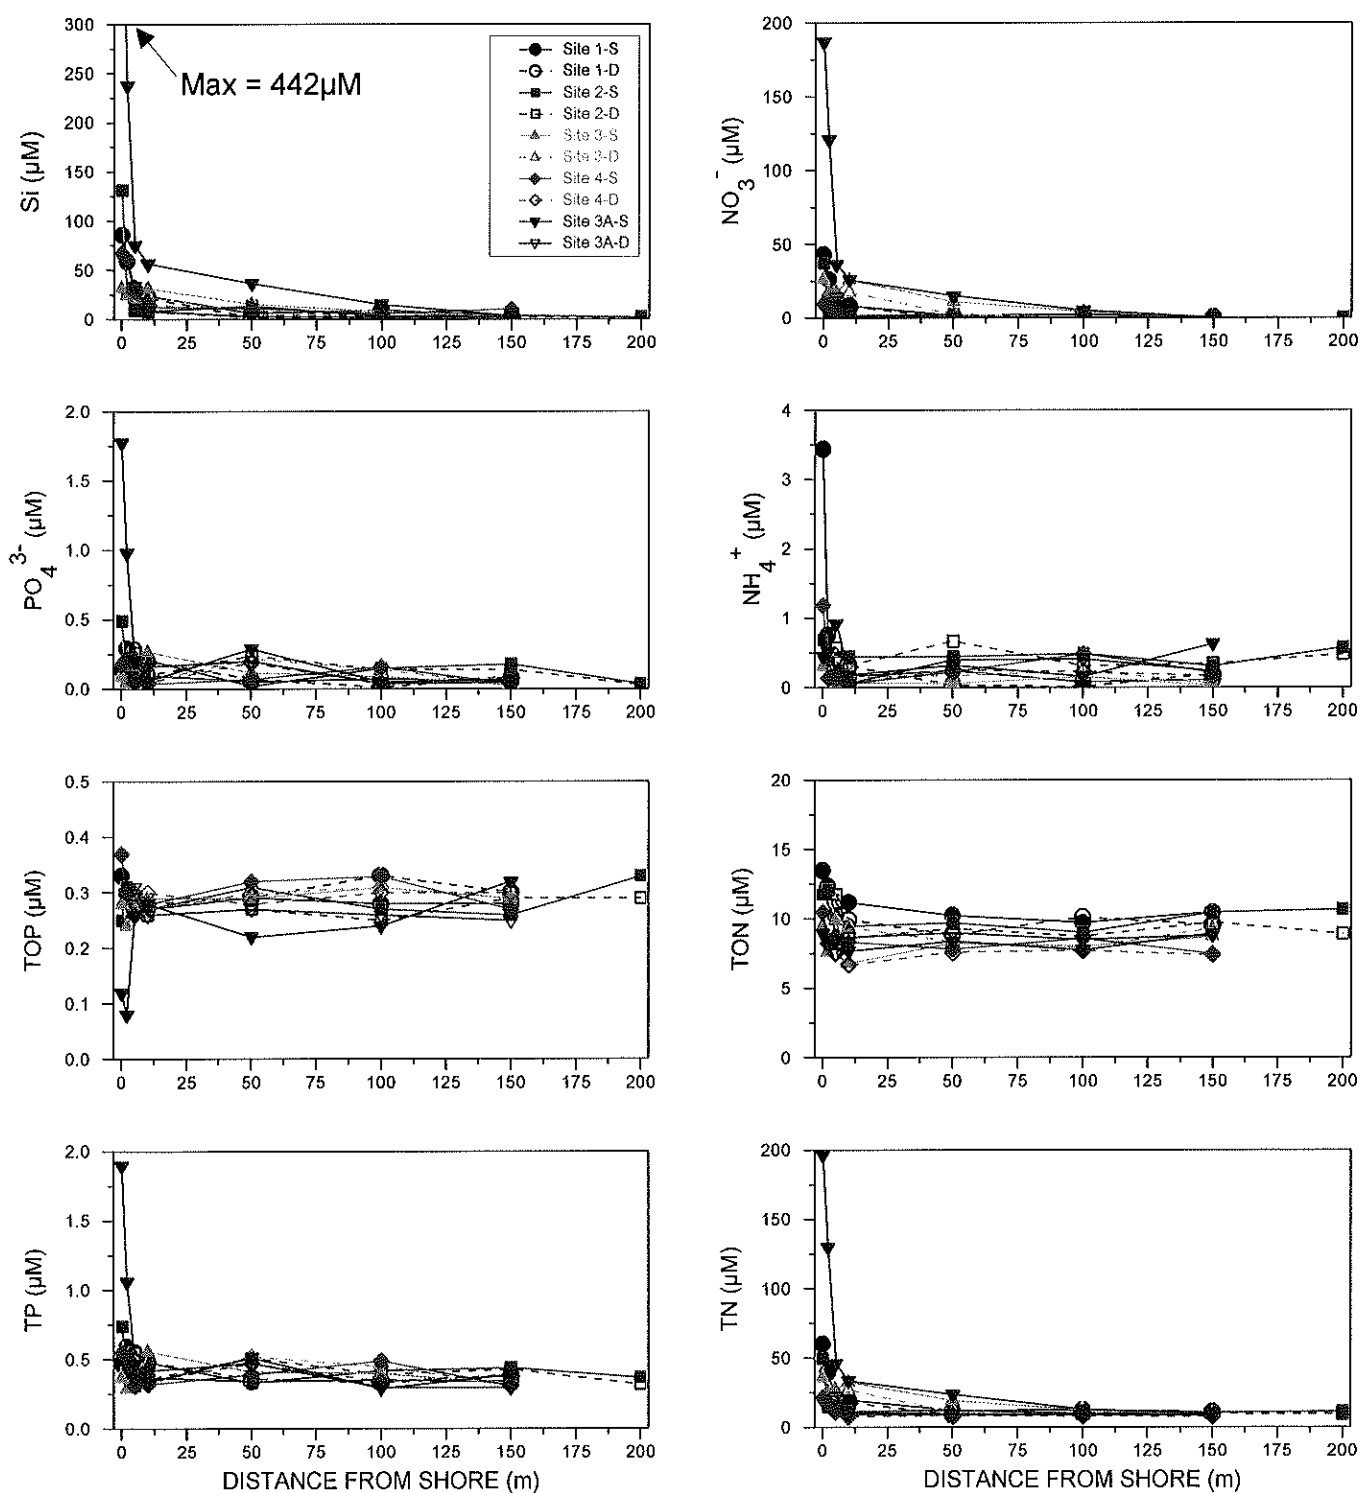 Si (µM)
300
250
200
150
100
50
0
Max = 442µM
Site 1-S
Site 1-D
Site 2-S
Site 2-D
Site 3-S
Site 3-D
Site 4-S
Site 4-D
Site 3A-S
Site 3A-D
0 25 50 75 100 125 150 175 200
NO3- (µM)
200
150
100
50
0
0 25 50 75 100 125 150 175 200
PO4 3- (µM)
2.0
1.5
1.0
0.5
0.0
0 25 50 75 100 125 150 175 200
NH4+ (µM)
4
3
2
1
0
0 25 50 75 100 125 150 175 200
TOP (µM)
0.5
0.4
0.3
0.2
0.1
0.0
0 25 50 75 100 125 150 175 200
TON (µM)
20
15
10
5
0
0 25 50 75 100 125 150 175 200
TP (µM)
2.0
1.5
1.0
0.5
0.0
0 25 50 75 100 125 150 175 200
DISTANCE FROM SHORE (m)
TN (µM)
200
150
100
50
0
0 25 50 75 100 125 150 175 200
DISTANCE FROM SHORE (m)